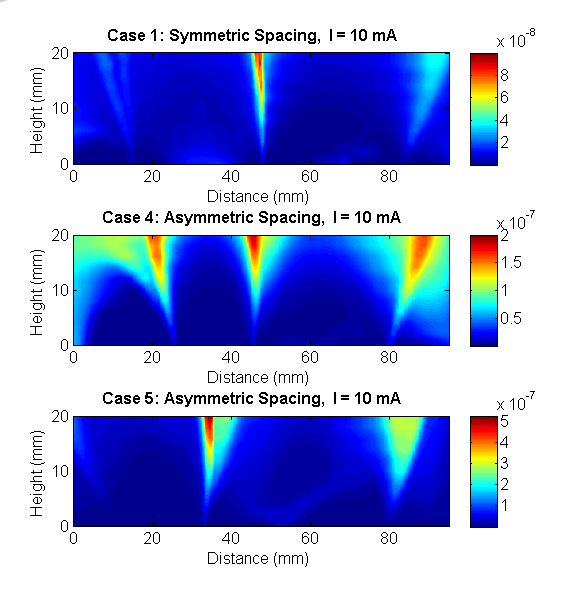 Case 1: Symmetric Spacing, I = 10 mA
x 10^-8
20
10
0
Height (mm)
8
6
4
2
0 20 40 60 80
Distance (mm)
Case 4: Asymmetric Spacing, I = 10 mA
x 10^-7
20
10
0
Height (mm)
2
1.5
1
0.5
0 20 40 60 80
Distance (mm)
Case 5: Asymmetric Spacing, I = 10 mA
x 10^-7
20
10
0
Height (mm)
5
4
3
2
1
0 20 40 60 80
Distance (mm)